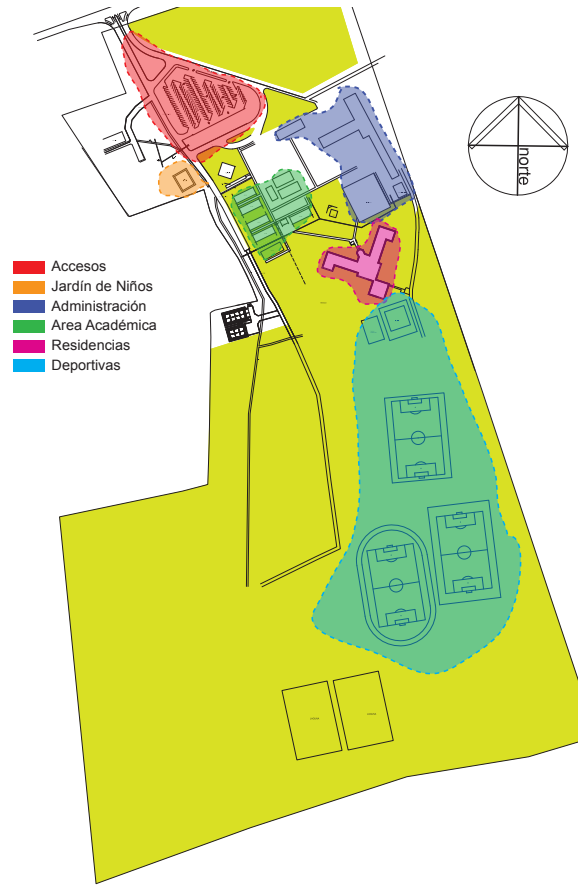 norte
Accesos
Jardín de Niños
Administración
Area Académica
Residencias
Deportivas